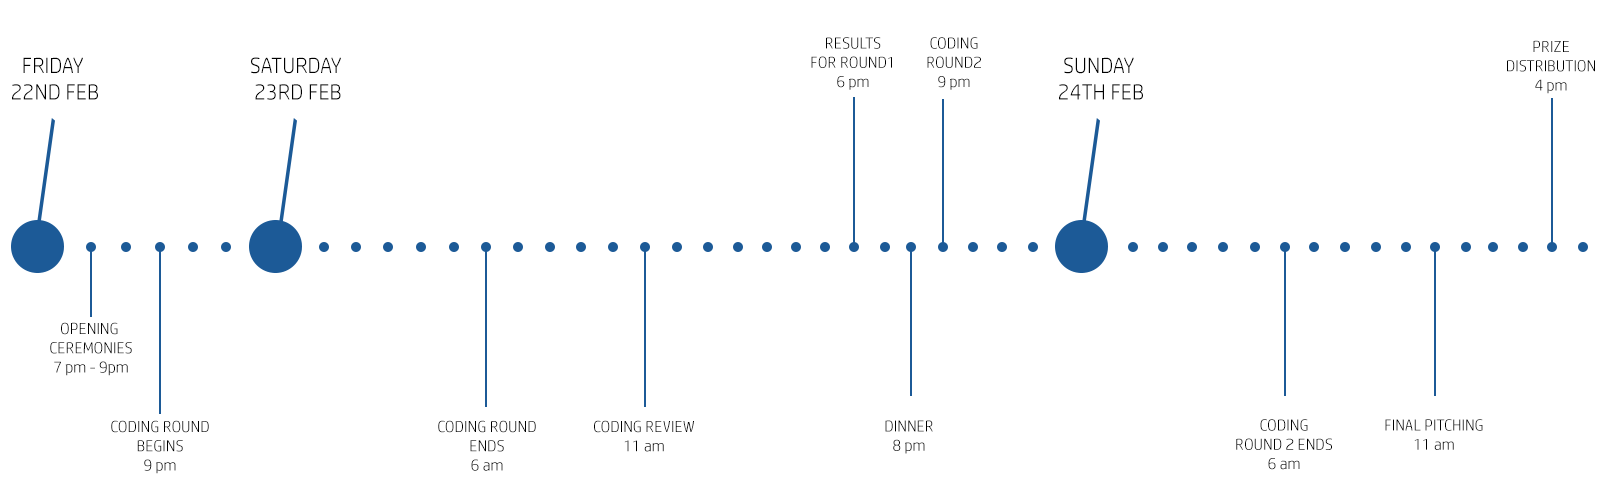 FRIDAY
22ND FEB
OPENING
CEREMONIES
7 pm - 9pm
CODING ROUND
BEGINS
9 pm
SATURDAY
23RD FEB
CODING ROUND
ENDS
6 am
CODING REVIEW
11 am
RESULTS
FOR ROUND1
6 pm
DINNER
8 pm
CODING
ROUND2
9 pm
SUNDAY
24TH FEB
CODING
ROUND 2 ENDS
6 am
FINAL PITCHING
11 am
PRIZE
DISTRIBUTION
4 pm